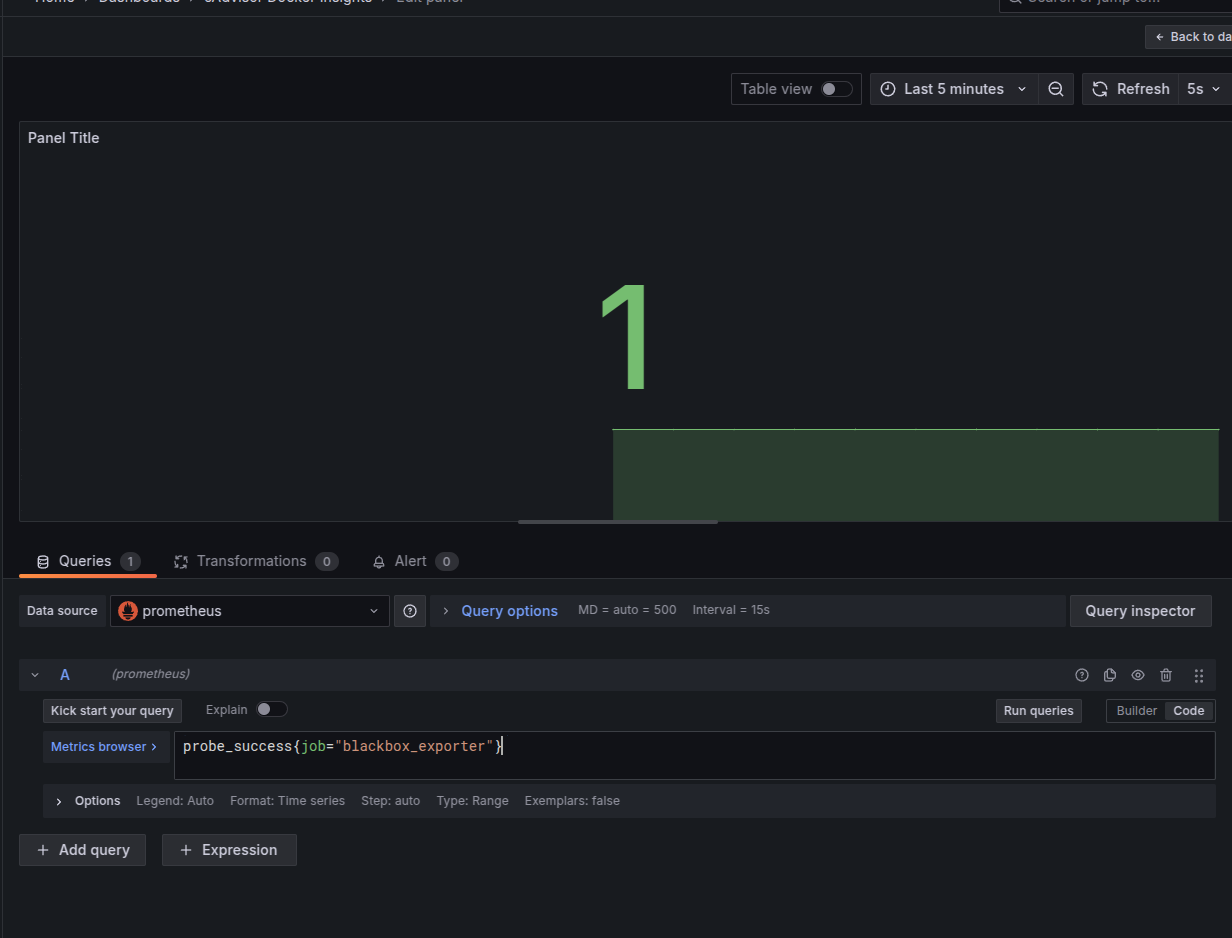 Home > Dashboards > cAdvisor Docker Insights > Edit panel
Search or jump to...
← Back to da
Table view
Last 5 minutes
Refresh
5s
Panel Title
1
Queries 1
Transformations 0
Alert 0
Data source
prometheus
> Query options MD = auto = 500 Interval = 15s
Query inspector
A (prometheus)
Kick start your query
Explain
Run queries
Builder
Code
Metrics browser >
probe_success{job="blackbox_exporter"}
> Options Legend: Auto Format: Time series Step: auto Type: Range Exemplars: false
+ Add query
+ Expression